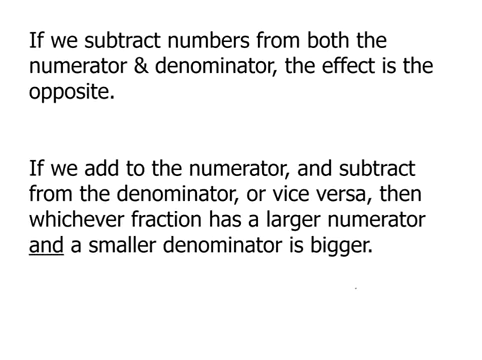 If we subtract numbers from both the
numerator & denominator, the effect is the
opposite.
If we add to the numerator, and subtract
from the denominator, or vice versa, then
whichever fraction has a larger numerator
and a smaller denominator is bigger.